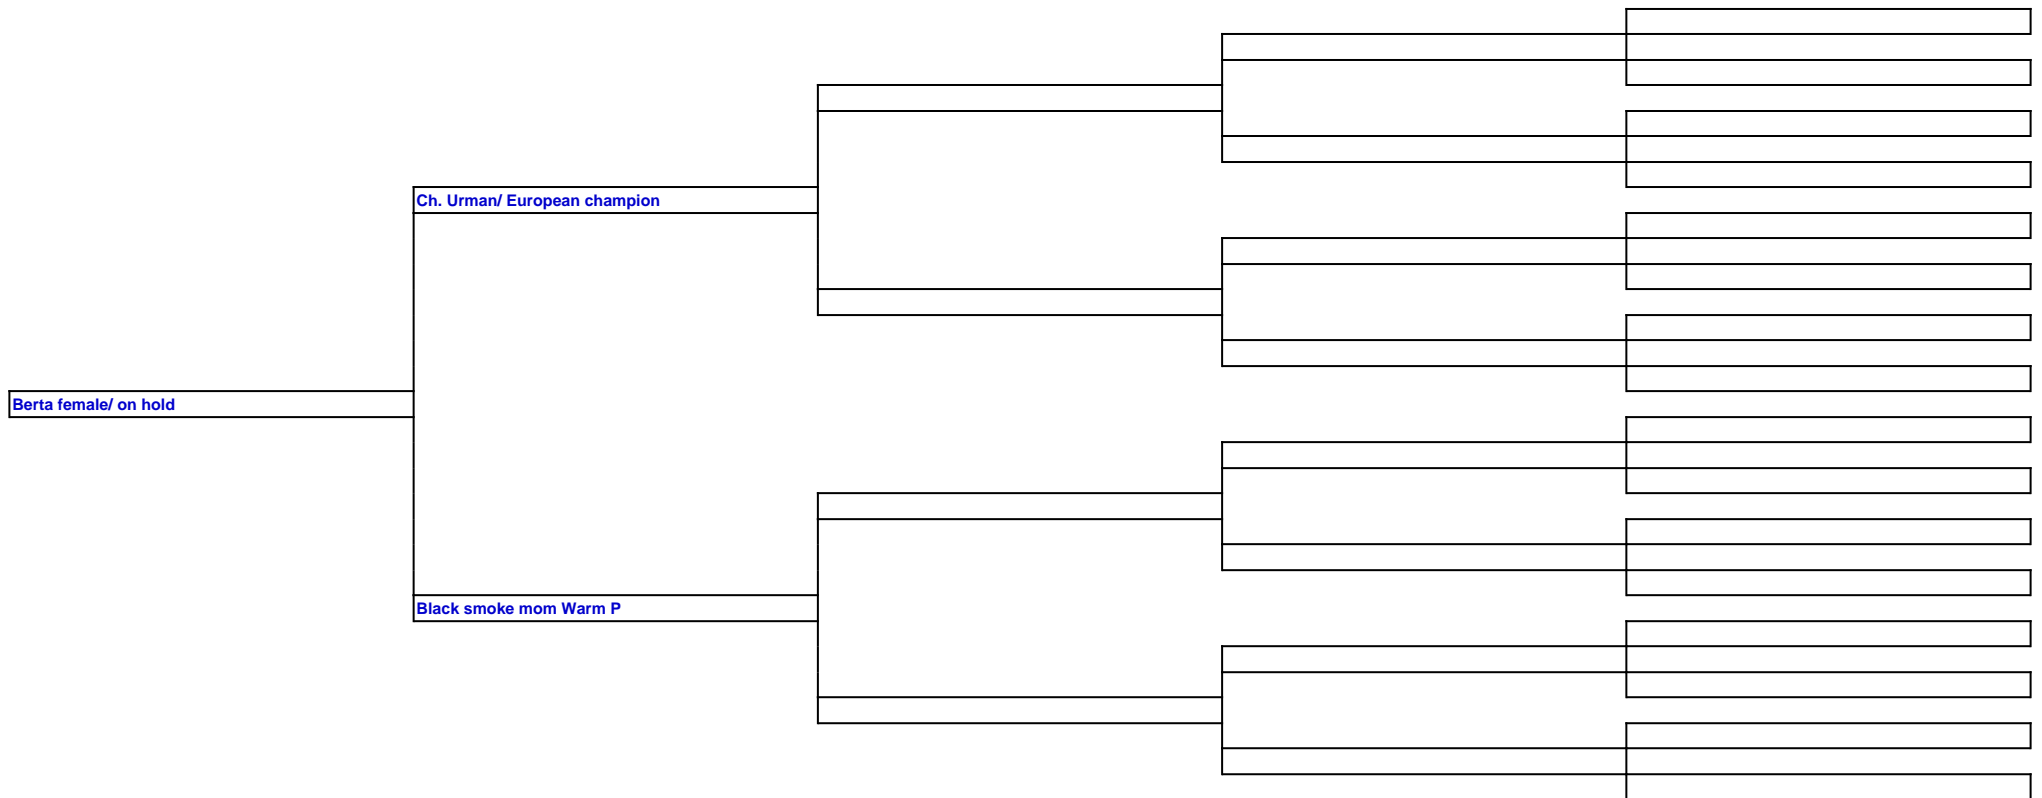 Ch. Urman/ European champion
Berta female/ on hold
Black smoke mom Warm P